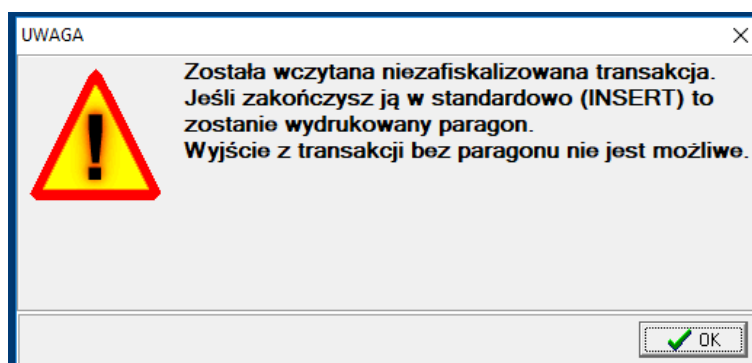 UWAGA
Została wczytana niezafiskalizowana transakcja.
Jeśli zakończysz ją w standardowo (INSERT) to
zostanie wydrukowany paragon.
Wyjście z transakcji bez paragonu nie jest możliwe.
OK